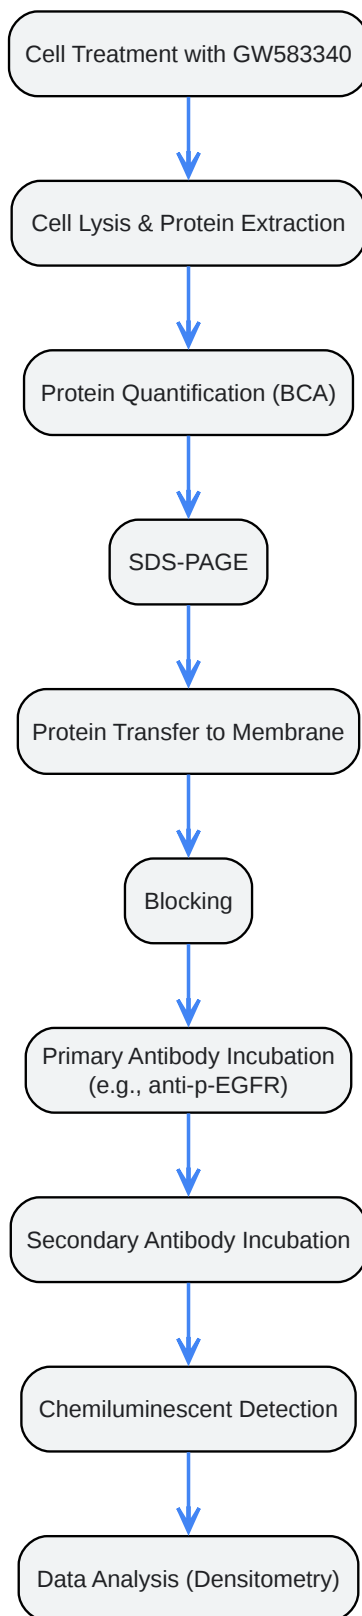 Cell Treatment with GW583340
Cell Lysis & Protein Extraction
Protein Quantification (BCA)
SDS-PAGE
Protein Transfer to Membrane
Blocking
Primary Antibody Incubation
(e.g., anti-p-EGFR)
Secondary Antibody Incubation
Chemiluminescent Detection
Data Analysis (Densitometry)